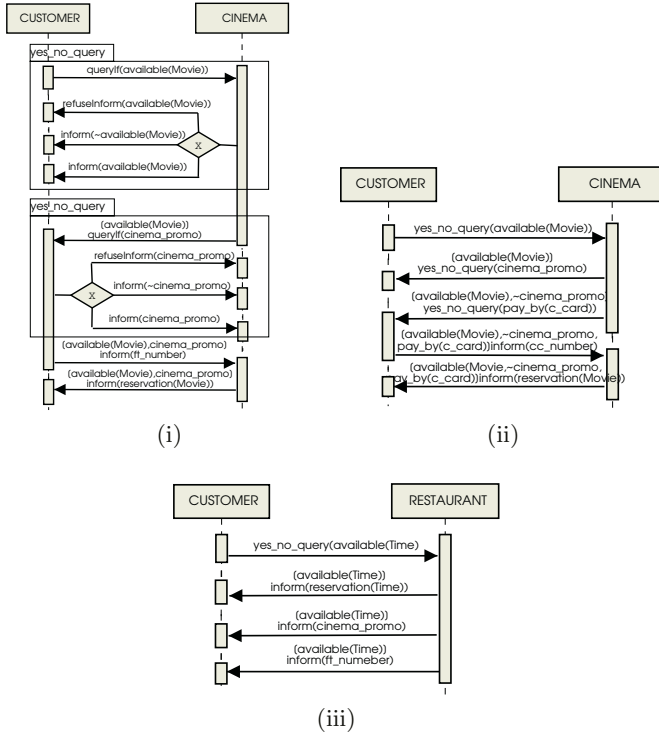 CUSTOMER
CINEMA
yes_no_query
queryIf(available(Movie))
refuseInform(available(Movie))
inform(~available(Movie))
X
inform(available(Movie))
yes_no_query
[available(Movie)]
queryIf(cinema_promo)
refuseInform(cinema_promo)
X
inform(~cinema_promo)
inform(cinema_promo)
[available(Movie),cinema_promo]
inform(ft_number)
[available(Movie),cinema_promo]
inform(reservation(Movie))
(i)
CUSTOMER
CINEMA
yes_no_query(available(Movie))
[available(Movie)]
yes_no_query(cinema_promo)
[available(Movie),~cinema_promo]
yes_no_query(pay_by(c_card))
[available(Movie),~cinema_promo,
pay_by(c_card)]inform(cc_number)
[available(Movie,~cinema_promo,
pay_by(c_card)]inform(reservation(Movie))
(ii)
CUSTOMER
RESTAURANT
yes_no_query(available(Time)
[available(Time)]
inform(reservation(Time))
[available(Time)]
inform(cinema_promo)
[available(Time)]
inform(ft_numeber)
(iii)